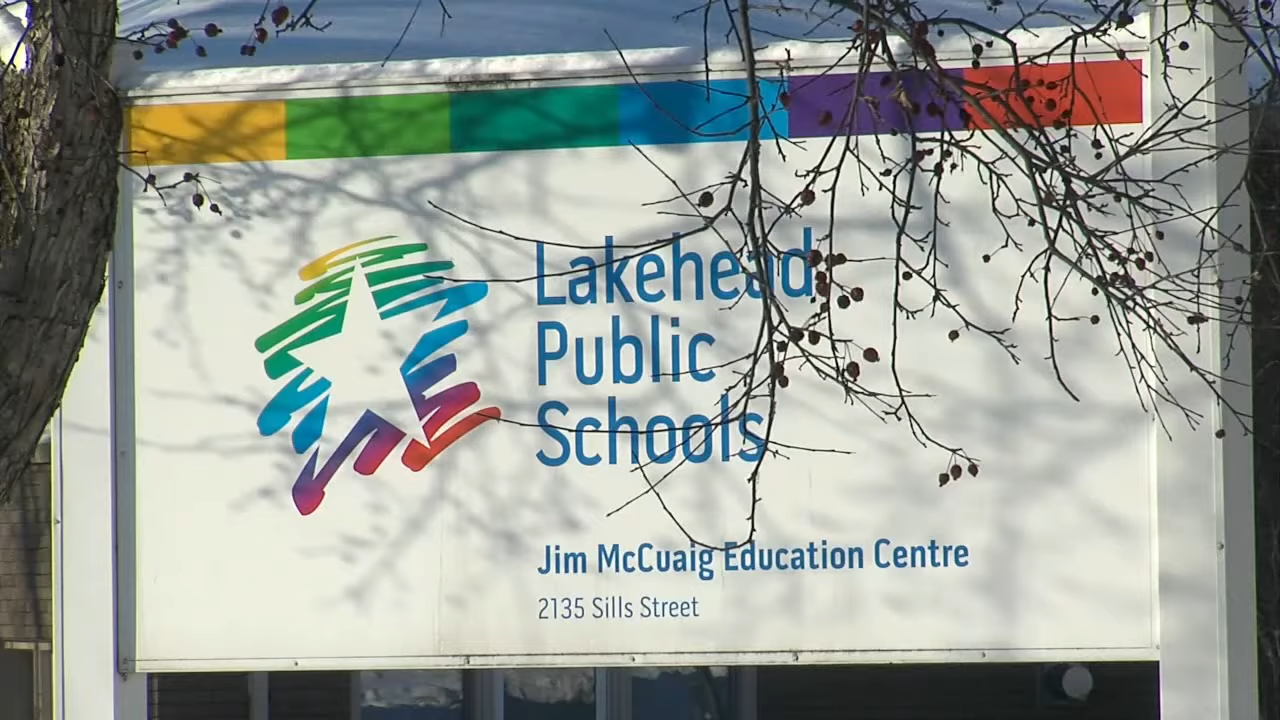 Lakehead
Public
Schools
Jim McCuaig Education Centre
2135 Sills Street